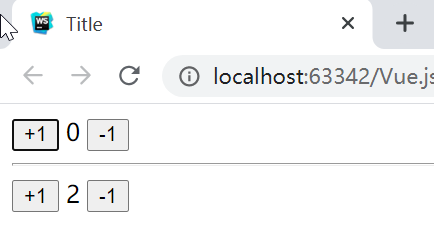 WS Title
localhost:63342/Vue.js
+1 0 -1
+1 2 -1